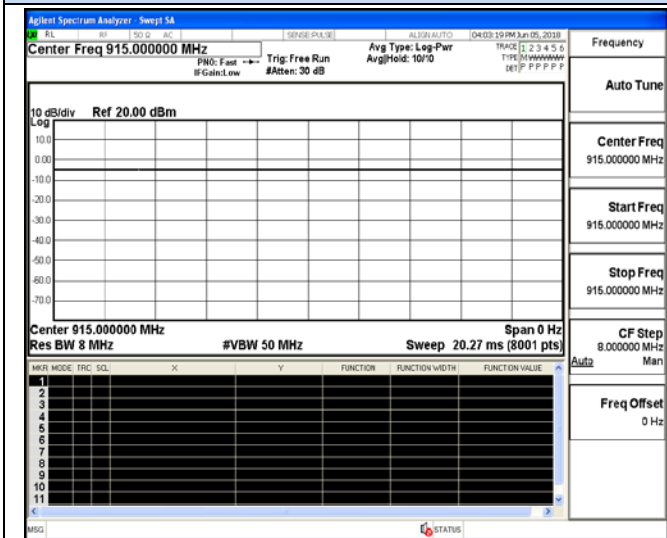 Agilent Spectrum Analyzer - Swept SA
RL RF 50 Ω AC SENSE:PULSE ALIGN AUTO 04:03:19 PM Jun 05, 2018
Center Freq 915.000000 MHz
PNO: Fast
IFGain:Low
Trig: Free Run
#Atten: 30 dB
Avg Type: Log-Pwr
Avg|Hold: 10/10
TRACE 1 2 3 4 5 6
TYPE MWWWWW
DET P P P P P P
10 dB/div Ref 20.00 dBm
Log
10.0
0.00
-10.0
-20.0
-30.0
-40.0
-50.0
-60.0
-70.0
Center 915.000000 MHz Span 0 Hz
Res BW 8 MHz #VBW 50 MHz Sweep 20.27 ms (8001 pts)
MKR MODE TRC SCL X Y FUNCTION FUNCTION WIDTH FUNCTION VALUE
1
2
3
4
5
6
7
8
9
10
11
MSG STATUS
Frequency
Auto Tune
Center Freq
915.000000 MHz
Start Freq
915.000000 MHz
Stop Freq
915.000000 MHz
CF Step
8.000000 MHz
Auto Man
Freq Offset
0 Hz